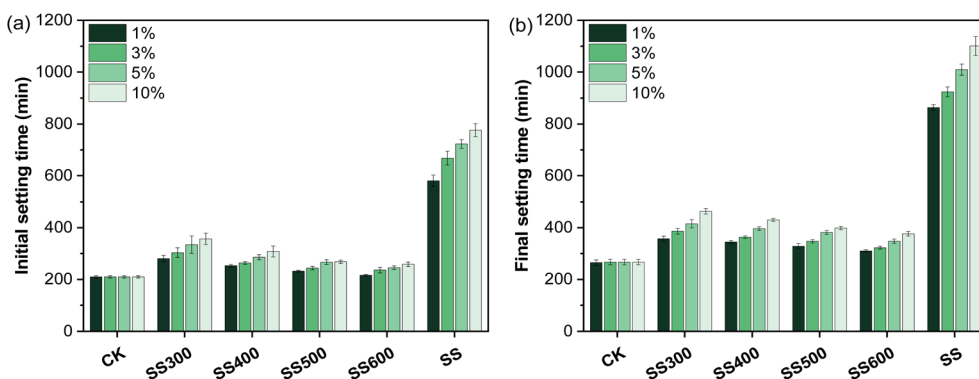 (a)
1%
3%
5%
10%
Initial setting time (min)
1200
1000
800
600
400
200
0
CK
SS300
SS400
SS500
SS600
SS
(b)
1%
3%
5%
10%
Final setting time (min)
1200
1000
800
600
400
200
0
CK
SS300
SS400
SS500
SS600
SS